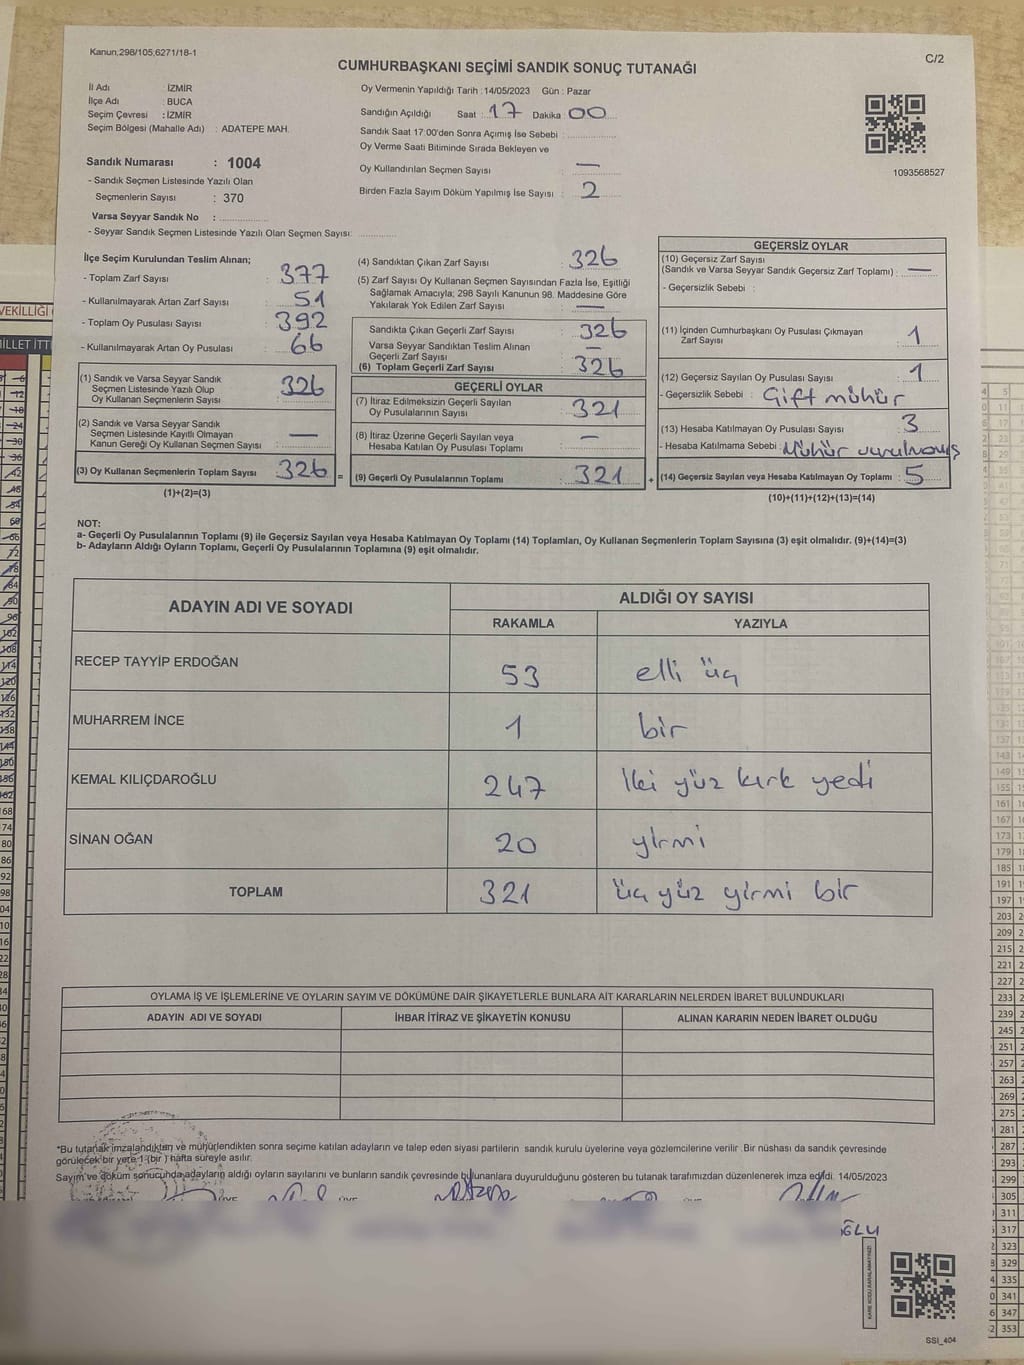 Kanun,298/105,6271/18-1
C/2
CUMHURBAŞKANI SEÇİMİ SANDIK SONUÇ TUTANAĞI
İl Adı : İZMİR
İlçe Adı : BUCA
Seçim Çevresi : İZMİR
Seçim Bölgesi (Mahalle Adı) : ADATEPE MAH.
Oy Vermenin Yapıldığı Tarih :14/05/2023 Gün : Pazar
Sandığın Açıldığı Saat : 17 Dakika 00
Sandık Saat 17:00'den Sonra Açılmış İse Sebebi :
Oy Verme Saati Bitiminde Sırada Bekleyen ve
Oy Kullandırılan Seçmen Sayısı : —
Birden Fazla Sayım Döküm Yapılmış İse Sayısı : 2
1093568527
Sandık Numarası : 1004
- Sandık Seçmen Listesinde Yazılı Olan
Seçmenlerin Sayısı : 370
Varsa Seyyar Sandık No :
- Seyyar Sandık Seçmen Listesinde Yazılı Olan Seçmen Sayısı:
İlçe Seçim Kurulundan Teslim Alınan;
- Toplam Zarf Sayısı : 377
- Kullanılmayarak Artan Zarf Sayısı : 51
- Toplam Oy Pusulası Sayısı : 392
- Kullanılmayarak Artan Oy Pusulası : 66
(1) Sandık ve Varsa Seyyar Sandık
Seçmen Listesinde Yazılı Olup
Oy Kullanan Seçmenlerin Sayısı : 326
(2) Sandık ve Varsa Seyyar Sandık
Seçmen Listesinde Kayıtlı Olmayan
Kanun Gereği Oy Kullanan Seçmen Sayısı : —
(3) Oy Kullanan Seçmenlerin Toplam Sayısı : 326 =
(1)+(2)=(3)
(4) Sandıktan Çıkan Zarf Sayısı : 326
(5) Zarf Sayısı Oy Kullanan Seçmen Sayısından Fazla İse, Eşitliği
Sağlamak Amacıyla; 298 Sayılı Kanunun 98. Maddesine Göre
Yakılarak Yok Edilen Zarf Sayısı : —
Sandıkta Çıkan Geçerli Zarf Sayısı : 326
Varsa Seyyar Sandıktan Teslim Alınan
Geçerli Zarf Sayısı : —
(6) Toplam Geçerli Zarf Sayısı : 326
GEÇERLİ OYLAR
(7) İtiraz Edilmeksizin Geçerli Sayılan
Oy Pusulalarının Sayısı : 321
(8) İtiraz Üzerine Geçerli Sayılan veya
Hesaba Katılan Oy Pusulası Toplamı : —
(9) Geçerli Oy Pusulalarının Toplamı : 321 +
GEÇERSİZ OYLAR
(10) Geçersiz Zarf Sayısı
(Sandık ve Varsa Seyyar Sandık Geçersiz Zarf Toplamı) : —
- Geçersizlik Sebebi :
(11) İçinden Cumhurbaşkanı Oy Pusulası Çıkmayan
Zarf Sayısı : 1
(12) Geçersiz Sayılan Oy Pusulası Sayısı : 1
- Geçersizlik Sebebi : Çift mühür
(13) Hesaba Katılmayan Oy Pusulası Sayısı : 3
- Hesaba Katılmama Sebebi : Mühür vurulmamış
(14) Geçersiz Sayılan veya Hesaba Katılmayan Oy Toplamı : 5
(10)+(11)+(12)+(13)=(14)
NOT:
a- Geçerli Oy Pusulalarının Toplamı (9) ile Geçersiz Sayılan veya Hesaba Katılmayan Oy Toplamı (14) Toplamları, Oy Kullanan Seçmenlerin Toplam Sayısına (3) eşit olmalıdır. (9)+(14)=(3)
b- Adayların Aldığı Oyların Toplamı, Geçerli Oy Pusulalarının Toplamına (9) eşit olmalıdır.
ADAYIN ADI VE SOYADI ALDIĞI OY SAYISI
RAKAMLA YAZIYLA
RECEP TAYYİP ERDOĞAN 53 elli üç
MUHARREM İNCE 1 bir
KEMAL KILIÇDAROĞLU 247 İki yüz kırk yedi
SİNAN OĞAN 20 yirmi
TOPLAM 321 üç yüz yirmi bir
OYLAMA İŞ VE İŞLEMLERİNE VE OYLARIN SAYIM VE DÖKÜMÜNE DAİR ŞİKAYETLERLE BUNLARA AİT KARARLARIN NELERDEN İBARET BULUNDUKLARI
ADAYIN ADI VE SOYADI İHBAR İTİRAZ VE ŞİKAYETİN KONUSU ALINAN KARARIN NEDEN İBARET OLDUĞU
*Bu tutanak imzalandıktan ve mühürlendikten sonra seçime katılan adayların ve talep eden siyasi partilerin sandık kurulu üyelerine veya gözlemcilerine verilir .Bir nüshası da sandık çevresinde
görülecek bir yere 1 (bir ) hafta süreyle asılır.
Sayım ve döküm sonucunda adayların aldığı oyların sayılarını ve bunların sandık çevresinde bulunanlara duyurulduğunu gösteren bu tutanak tarafımızdan düzenlenerek imza edildi. 14/05/2023
ĞLU
KARE KODU KARALAMAYINIZ!
SSI_404